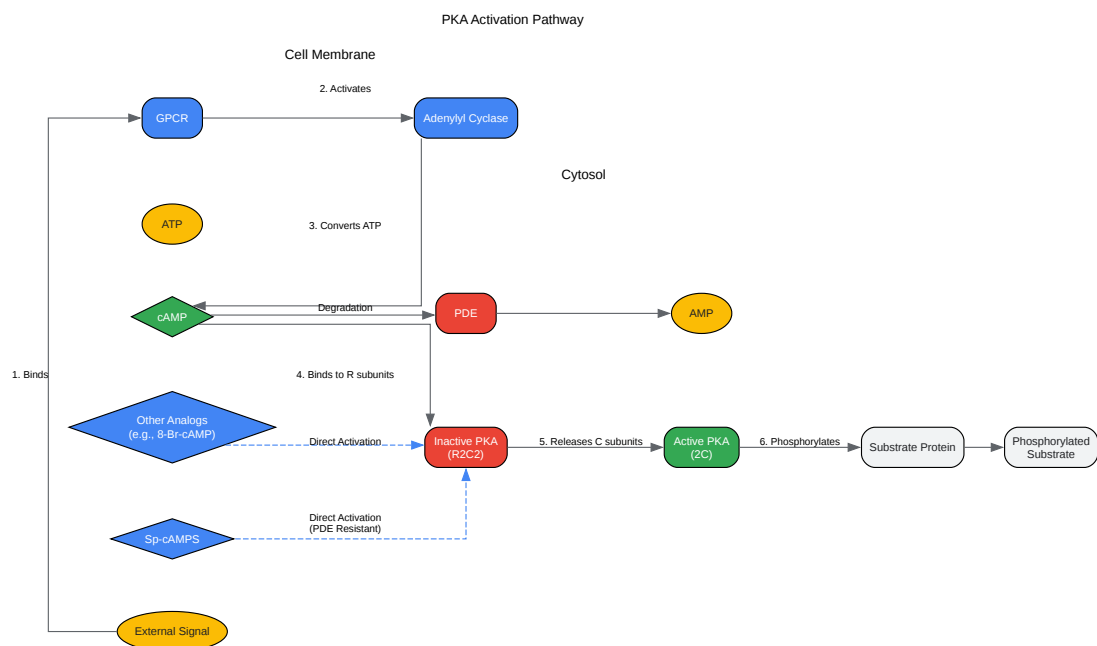 PKA Activation Pathway
Cell Membrane
2. Activates
GPCR
Adenylyl Cyclase
Cytosol
ATP
3. Converts ATP
cAMP
Degradation
PDE
AMP
1. Binds
4. Binds to R subunits
Other Analogs
(e.g., 8-Br-cAMP)
Direct Activation
Inactive PKA
(R2C2)
5. Releases C subunits
Active PKA
(2C)
6. Phosphorylates
Substrate Protein
Phosphorylated
Substrate
Direct Activation
(PDE Resistant)
Sp-cAMPS
External Signal